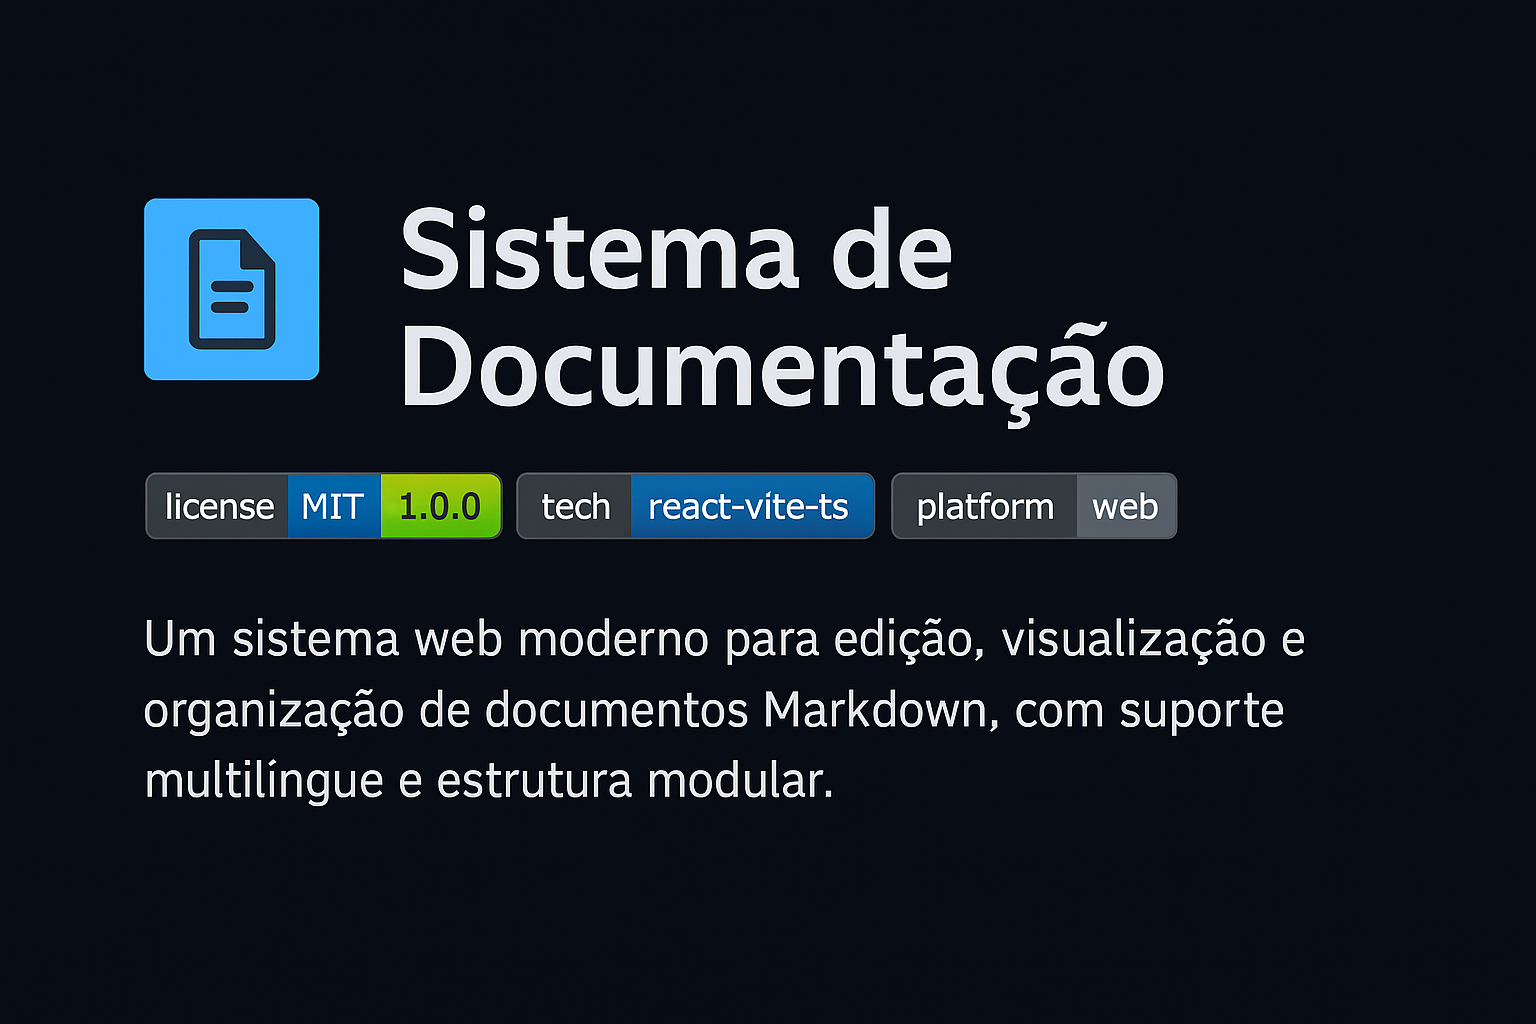 Sistema de
Documentação
license MIT 1.0.0 tech react-vite-ts platform web
Um sistema web moderno para edição, visualização e
organização de documentos Markdown, com suporte
multilíngue e estrutura modular.